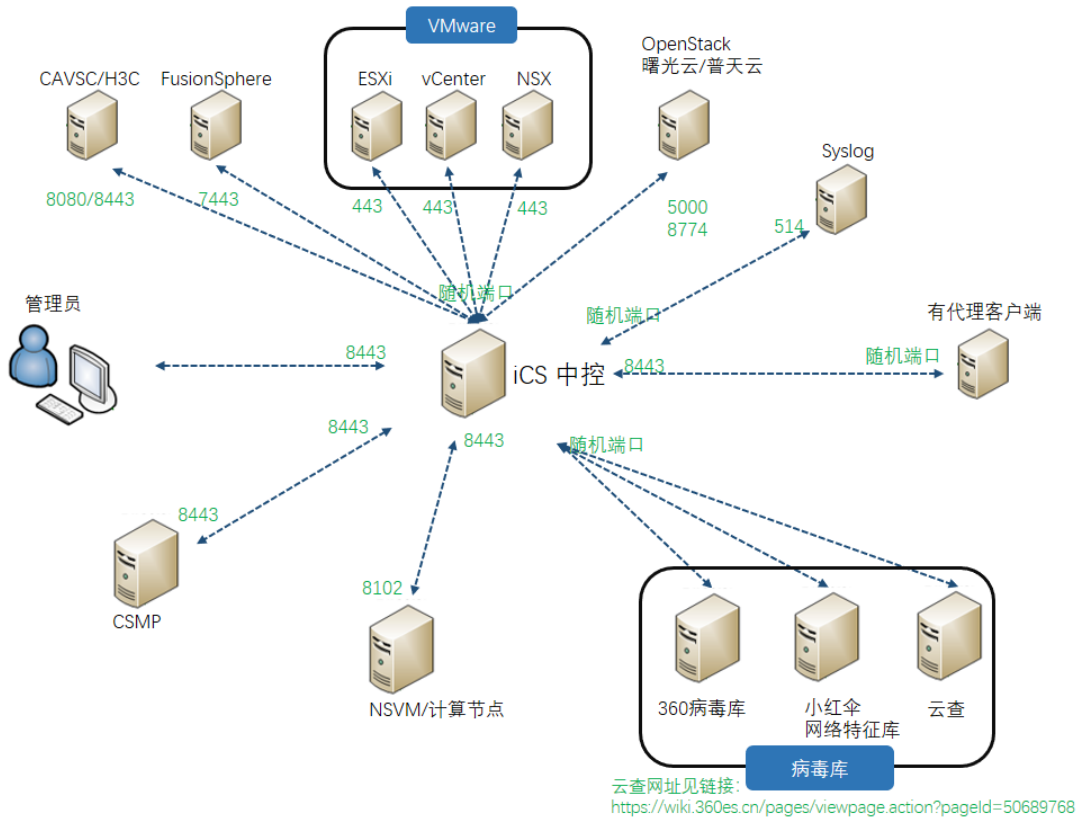 VMware
OpenStack
曙光云/普天云
CAVSC/H3C
FusionSphere
ESXi
vCenter
NSX
Syslog
8080/8443
7443
443
443
443
5000
8774
514
随机端口
随机端口
管理员
有代理客户端
8443
iCS 中控
8443
随机端口
8443
8443
随机端口
8443
CSMP
8102
NSVM/计算节点
360病毒库
小红伞
网络特征库
云查
病毒库
云查网址见链接：
https://wiki.360es.cn/pages/viewpage.action?pageId=50689768